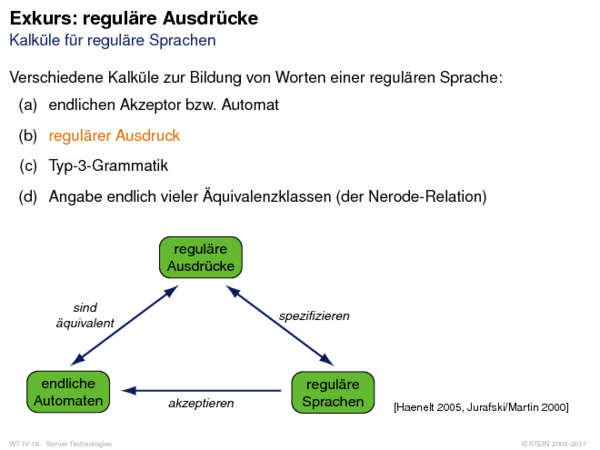 Exkurs: reguläre Ausdrücke
Kalküle für reguläre Sprachen
Verschiedene Kalküle zur Bildung von Worten einer regulären Sprache:
(a) endlichen Akzeptor bzw. Automat
(b) regulärer Ausdruck
(c) Typ-3-Grammatik
(d) Angabe endlich vieler Äquivalenzklassen (der Nerode-Relation)
reguläre
Ausdrücke
sind
äquivalent
spezifizieren
endliche
Automaten
akzeptieren
reguläre
Sprachen
[Haenelt 2005, Jurafski/Martin 2000]
WT:IV-78 Server Technologies
© STEIN 2005-2017